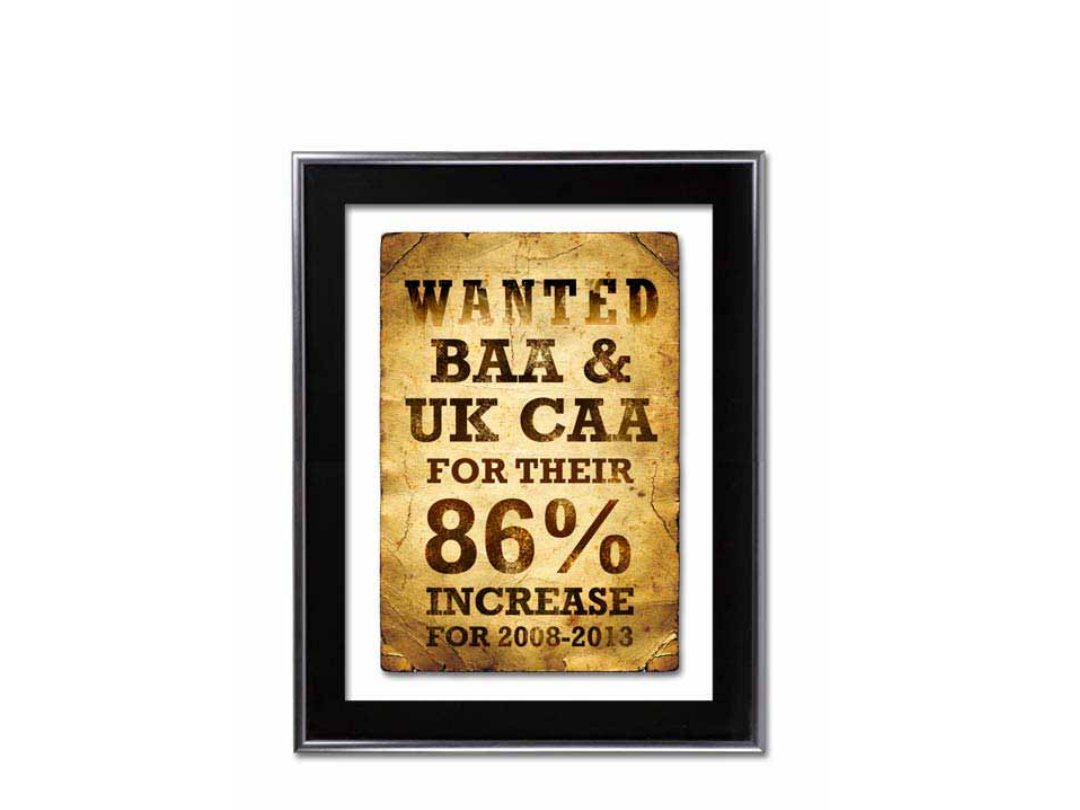 WANTED
BAA &
UK CAA
FOR THEIR
86%
INCREASE
FOR 2008-2013